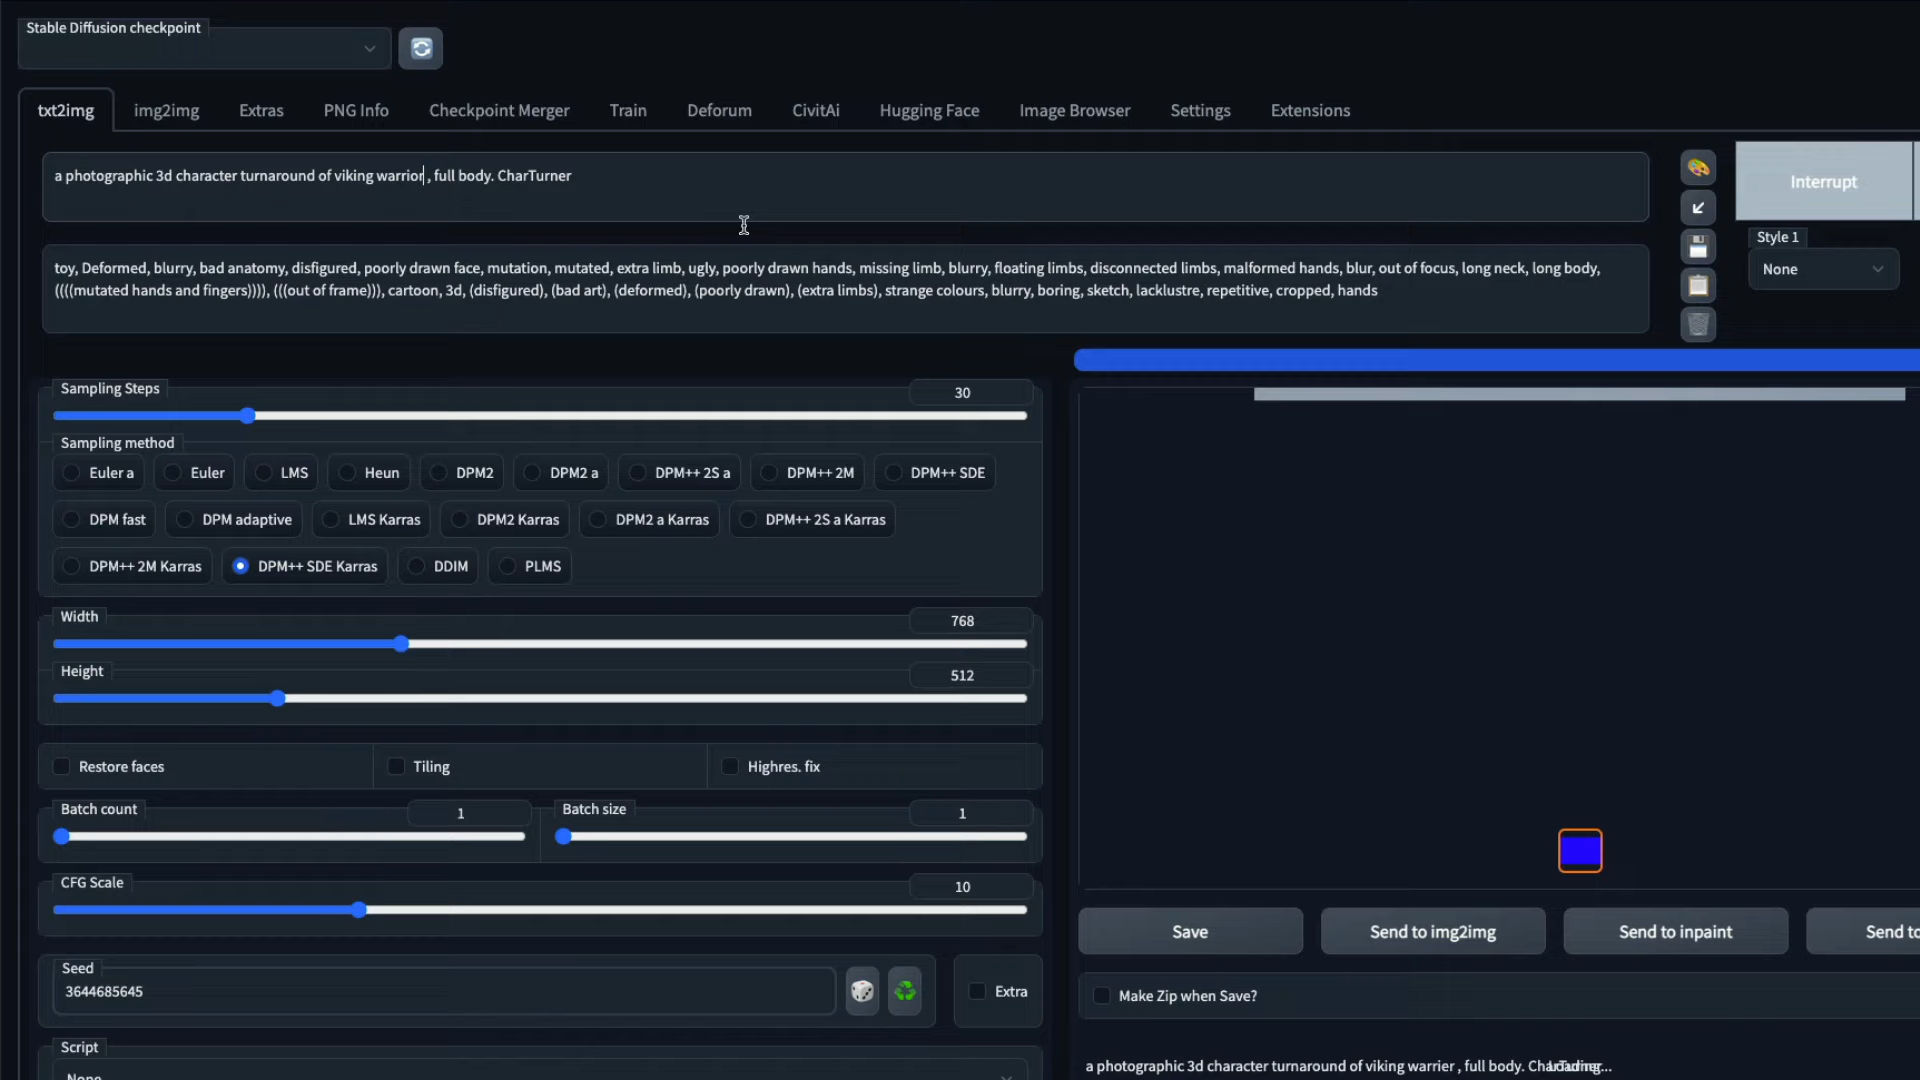 Stable Diffusion checkpoint
txt2img img2img Extras PNG Info Checkpoint Merger Train Deforum CivitAi Hugging Face Image Browser Settings Extensions
a photographic 3d character turnaround of viking warrior , full body. CharTurner
Interrupt
Style 1
None
toy, Deformed, blurry, bad anatomy, disfigured, poorly drawn face, mutation, mutated, extra limb, ugly, poorly drawn hands, missing limb, blurry, floating limbs, disconnected limbs, malformed hands, blur, out of focus, long neck, long body,
((((mutated hands and fingers)))), (((out of frame))), cartoon, 3d, (disfigured), (bad art), (deformed), (poorly drawn), (extra limbs), strange colours, blurry, boring, sketch, lacklustre, repetitive, cropped, hands
Sampling Steps 30
Sampling method
Euler a Euler LMS Heun DPM2 DPM2 a DPM++ 2S a DPM++ 2M DPM++ SDE
DPM fast DPM adaptive LMS Karras DPM2 Karras DPM2 a Karras DPM++ 2S a Karras
DPM++ 2M Karras DPM++ SDE Karras DDIM PLMS
Width 768
Height 512
Restore faces Tiling Highres. fix
Batch count 1 Batch size 1
CFG Scale 10
Seed
3644685645
Extra
Script
None
Save Send to img2img Send to inpaint Send to
Make Zip when Save?
a photographic 3d character turnaround of viking warrier , full body.